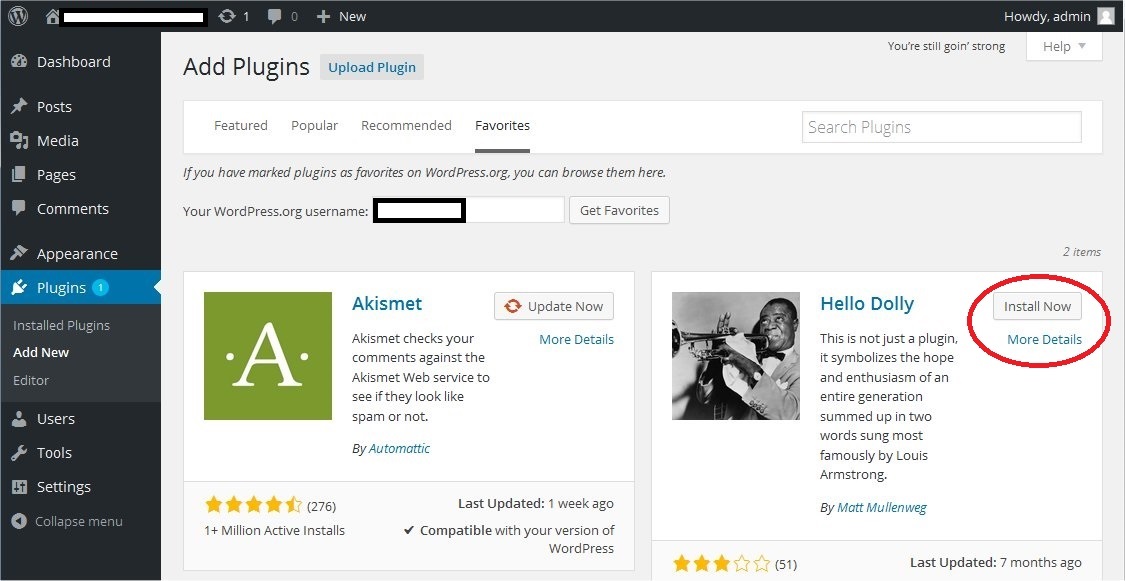 1 0 New Howdy, admin
Dashboard
Posts
Media
Pages
Comments
Appearance
Plugins 1
Installed Plugins
Add New
Editor
Users
Tools
Settings
Collapse menu
You're still goin' strong
Help
Add Plugins Upload Plugin
Featured Popular Recommended Favorites
Search Plugins
If you have marked plugins as favorites on WordPress.org, you can browse them here.
Your WordPress.org username: Get Favorites
2 items
A
Akismet
Update Now
More Details
Akismet checks your
comments against the
Akismet Web service to
see if they look like
spam or not.
By Automattic
(276)
1+ Million Active Installs
Last Updated: 1 week ago
Compatible with your version of
WordPress
Hello Dolly
Install Now
More Details
This is not just a plugin,
it symbolizes the hope
and enthusiasm of an
entire generation
summed up in two
words sung most
famously by Louis
Armstrong.
By Matt Mullenweg
(51)
Last Updated: 7 months ago